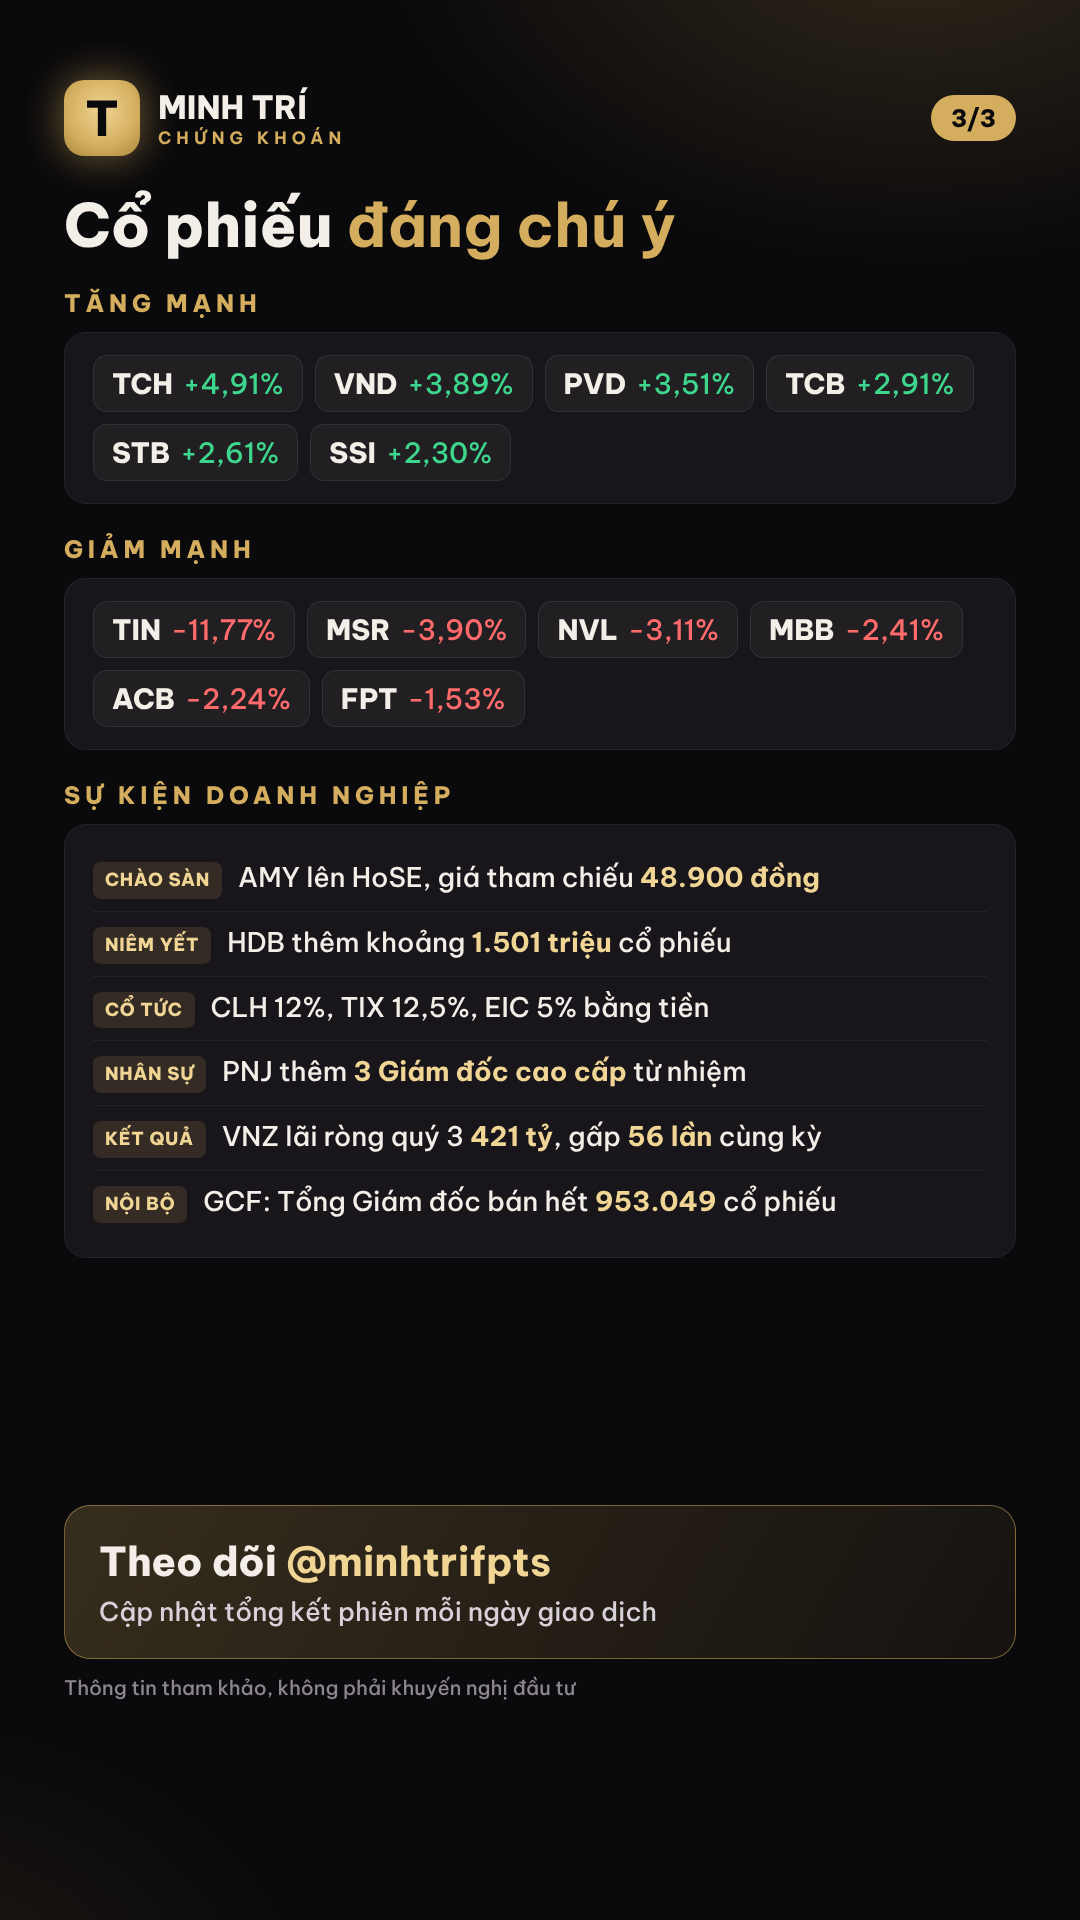 T
MINH TRÍ
CHỨNG KHOÁN
3/3
Cổ phiếu đáng chú ý
TĂNG MẠNH
TCH +4,91% VND +3,89% PVD +3,51% TCB +2,91%
STB +2,61% SSI +2,30%
GIẢM MẠNH
TIN -11,77% MSR -3,90% NVL -3,11% MBB -2,41%
ACB -2,24% FPT -1,53%
SỰ KIỆN DOANH NGHIỆP
CHÀO SÀN AMY lên HoSE, giá tham chiếu 48.900 đồng
NIÊM YẾT HDB thêm khoảng 1.501 triệu cổ phiếu
CỔ TỨC CLH 12%, TIX 12,5%, EIC 5% bằng tiền
NHÂN SỰ PNJ thêm 3 Giám đốc cao cấp từ nhiệm
KẾT QUẢ VNZ lãi ròng quý 3 421 tỷ, gấp 56 lần cùng kỳ
NỘI BỘ GCF: Tổng Giám đốc bán hết 953.049 cổ phiếu
Theo dõi @minhtrifpts
Cập nhật tổng kết phiên mỗi ngày giao dịch
Thông tin tham khảo, không phải khuyến nghị đầu tư